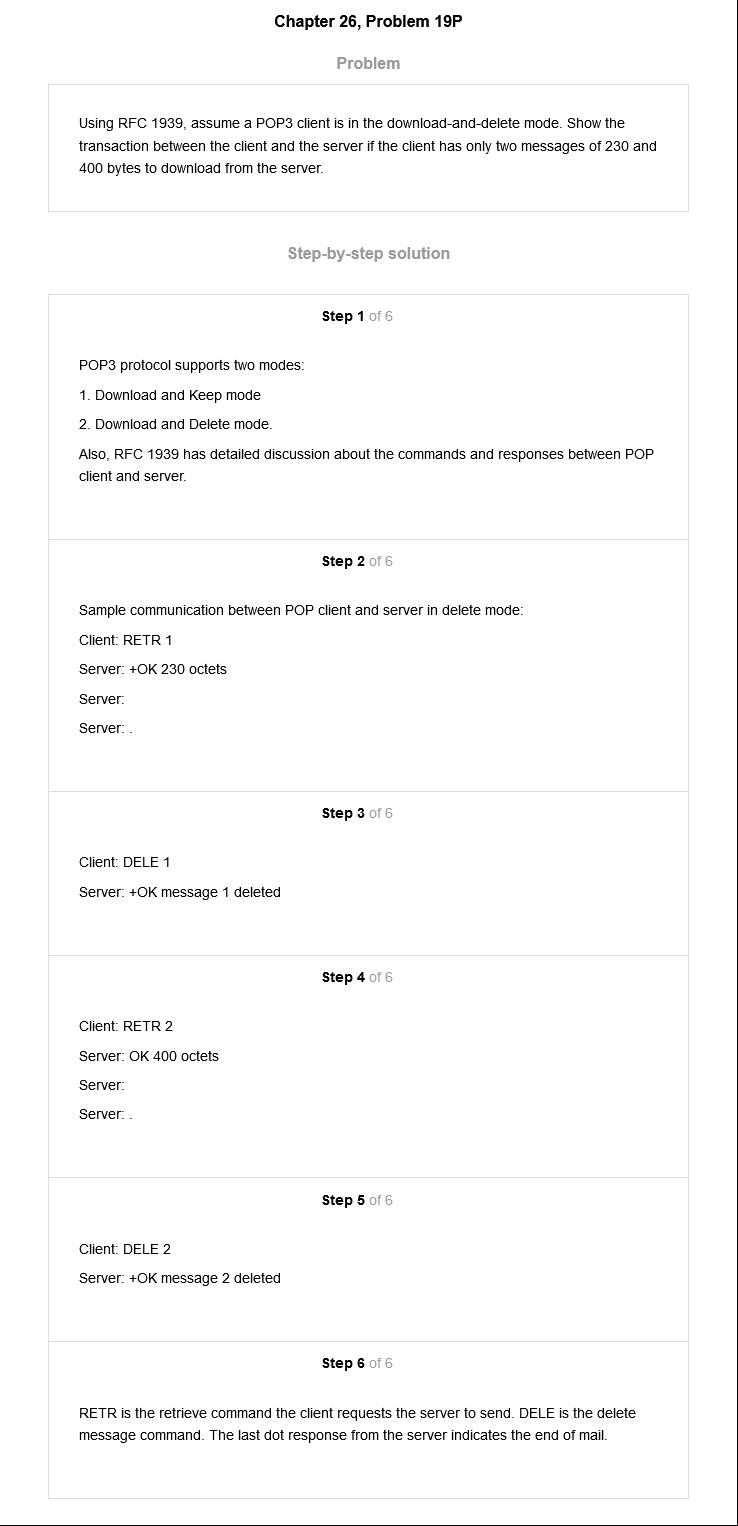 Chapter 26, Problem 19P
Problem
Using RFC 1939, assume a POP3 client is in the download-and-delete mode. Show the
transaction between the client and the server if the client has only two messages of 230 and
400 bytes to download from the server.
Step-by-step solution
Step 1 of 6
POP3 protocol supports two modes:
1. Download and Keep mode
2. Download and Delete mode.
Also, RFC 1939 has detailed discussion about the commands and responses between POP
client and server.
Step 2 of 6
Sample communication between POP client and server in delete mode:
Client: RETR 1
Server: +OK 230 octets
Server:
Server: .
Step 3 of 6
Client: DELE 1
Server: +OK message 1 deleted
Step 4 of 6
Client: RETR 2
Server: OK 400 octets
Server:
Server: .
Step 5 of 6
Client: DELE 2
Server: +OK message 2 deleted
Step 6 of 6
RETR is the retrieve command the client requests the server to send. DELE is the delete
message command. The last dot response from the server indicates the end of mail.